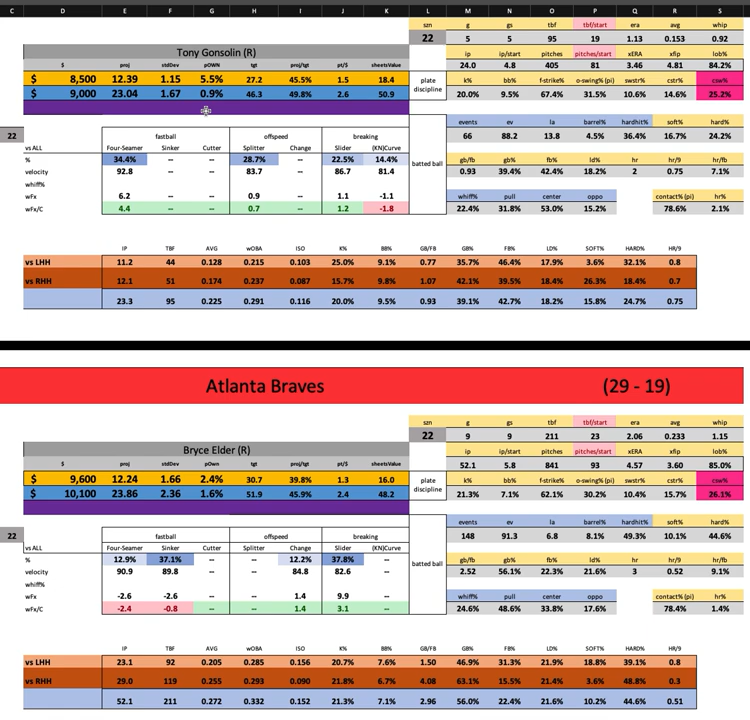 C D E F G H I J K L M N O P Q R S
szn g gs tbf tbf/start era avg whip
22 5 5 95 19 1.13 0.153 0.92
ip ip/start pitches pitches/start xERA xfip lob%
24.0 4.8 405 81 3.46 4.81 84.2%
Tony Gonsolin (R)
$ proj stdDev pOWN tgt proj/tgt pt/$ sheetsValue
$ 8,500 12.39 1.15 5.5% 27.2 45.5% 1.5 18.4
$ 9,000 23.04 1.67 0.9% 46.3 49.8% 2.6 50.9
plate discipline
k% bb% f-strike% o-swing% (pi) swstr% cstr% csw%
20.0% 9.5% 67.4% 31.5% 10.6% 14.6% 25.2%
events ev la barrel% hardhit% soft% hard%
66 88.2 13.8 4.5% 36.4% 16.7% 24.2%
22
fastball offspeed breaking
vs ALL Four-Seamer Sinker Cutter Splitter Change Slider (KN)Curve
% 34.4% -- -- 28.7% -- 22.5% 14.4%
velocity 92.8 -- -- 83.7 -- 86.7 81.4
whiff%
wFx 6.2 -- -- 0.9 -- 1.1 -1.1
wFx/C 4.4 -- -- 0.7 -- 1.2 -1.8
batted ball
gb/fb gb% fb% ld% hr hr/9 hr/fb
0.93 39.4% 42.4% 18.2% 2 0.75 7.1%
whiff% pull center oppo contact% (pi) hr%
22.4% 31.8% 53.0% 15.2% 78.6% 2.1%
IP TBF AVG wOBA ISO K% BB% GB/FB GB% FB% LD% SOFT% HARD% HR/9
vs LHH 11.2 44 0.128 0.215 0.103 25.0% 9.1% 0.77 35.7% 46.4% 17.9% 3.6% 32.1% 0.8
vs RHH 12.1 51 0.174 0.237 0.087 15.7% 9.8% 1.07 42.1% 39.5% 18.4% 26.3% 18.4% 0.7
23.3 95 0.225 0.291 0.116 20.0% 9.5% 0.93 39.1% 42.7% 18.2% 15.8% 24.7% 0.75
Atlanta Braves (29 - 19)
szn g gs tbf tbf/start era avg whip
22 9 9 211 23 2.06 0.233 1.15
ip ip/start pitches pitches/start xERA xfip lob%
52.1 5.8 841 93 4.57 3.60 85.0%
Bryce Elder (R)
$ proj stdDev pOwn tgt proj/tgt pt/$ sheetsValue
$ 9,600 12.24 1.66 2.4% 30.7 39.8% 1.3 16.0
$ 10,100 23.86 2.36 1.6% 51.9 45.9% 2.4 48.2
plate discipline
k% bb% f-strike% o-swing% (pi) swstr% cstr% csw%
21.3% 7.1% 62.1% 30.2% 10.4% 15.7% 26.1%
events ev la barrel% hardhit% soft% hard%
148 91.3 6.8 8.1% 49.3% 10.1% 44.6%
22
fastball offspeed breaking
vs ALL Four-Seamer Sinker Cutter Splitter Change Slider (KN)Curve
% 12.9% 37.1% -- -- 12.2% 37.8% --
velocity 90.9 89.8 -- -- 84.8 82.6 --
whiff%
wFx -2.6 -2.6 -- -- 1.4 9.9 --
wFx/C -2.4 -0.8 -- -- 1.4 3.1 --
batted ball
gb/fb gb% fb% ld% hr hr/9 hr/fb
2.52 56.1% 22.3% 21.6% 3 0.52 9.1%
whiff% pull center oppo contact% (pi) hr%
24.6% 48.6% 33.8% 17.6% 78.4% 1.4%
IP TBF AVG wOBA ISO K% BB% GB/FB GB% FB% LD% SOFT% HARD% HR/9
vs LHH 23.1 92 0.205 0.285 0.156 20.7% 7.6% 1.50 46.9% 31.3% 21.9% 18.8% 39.1% 0.8
vs RHH 29.0 119 0.255 0.293 0.090 21.8% 6.7% 4.08 63.1% 15.5% 21.4% 3.6% 48.8% 0.3
52.1 211 0.272 0.332 0.152 21.3% 7.1% 2.96 56.0% 22.4% 21.6% 10.2% 44.6% 0.51